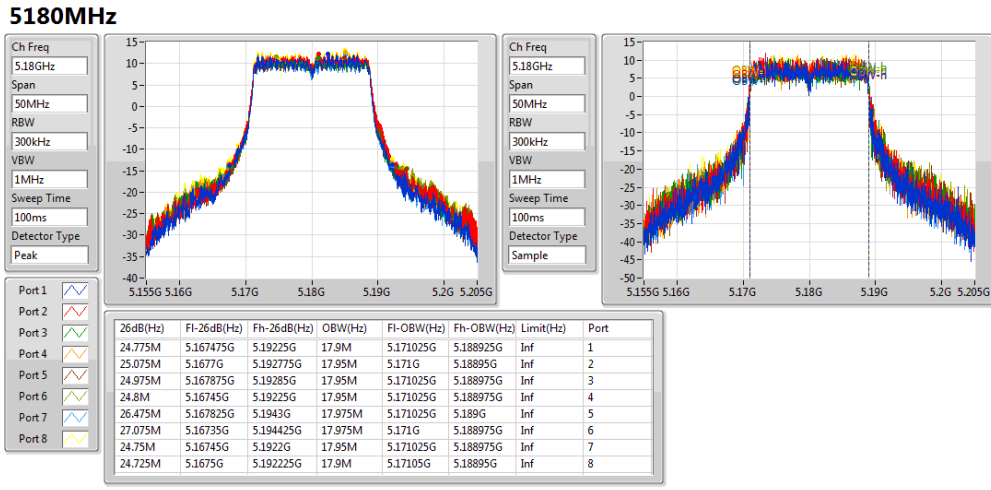 5180MHz
Ch Freq
5.18GHz
Span
50MHz
RBW
300kHz
VBW
1MHz
Sweep Time
100ms
Detector Type
Peak
15
10
5
0
-5
-10
-15
-20
-25
-30
-35
-40
5.155G 5.16G 5.17G 5.18G 5.19G 5.2G 5.205G
Ch Freq
5.18GHz
Span
50MHz
RBW
300kHz
VBW
1MHz
Sweep Time
100ms
Detector Type
Sample
15
10
5
0
-5
-10
-15
-20
-25
-30
-35
-40
-45
-50
5.155G 5.16G 5.17G 5.18G 5.19G 5.2G 5.205G
Port 1
Port 2
Port 3
Port 4
Port 5
Port 6
Port 7
Port 8
26dB(Hz) Fl-26dB(Hz) Fh-26dB(Hz) OBW(Hz) Fl-OBW(Hz) Fh-OBW(Hz) Limit(Hz) Port
24.775M 5.167475G 5.19225G 17.9M 5.171025G 5.188925G Inf 1
25.075M 5.1677G 5.192775G 17.95M 5.171G 5.18895G Inf 2
24.975M 5.167875G 5.19285G 17.95M 5.171025G 5.188975G Inf 3
24.8M 5.16745G 5.19225G 17.95M 5.171025G 5.188975G Inf 4
26.475M 5.167825G 5.1943G 17.975M 5.171025G 5.189G Inf 5
27.075M 5.16735G 5.194425G 17.975M 5.171G 5.188975G Inf 6
24.75M 5.16745G 5.1922G 17.95M 5.171025G 5.188975G Inf 7
24.725M 5.1675G 5.192225G 17.9M 5.17105G 5.18895G Inf 8